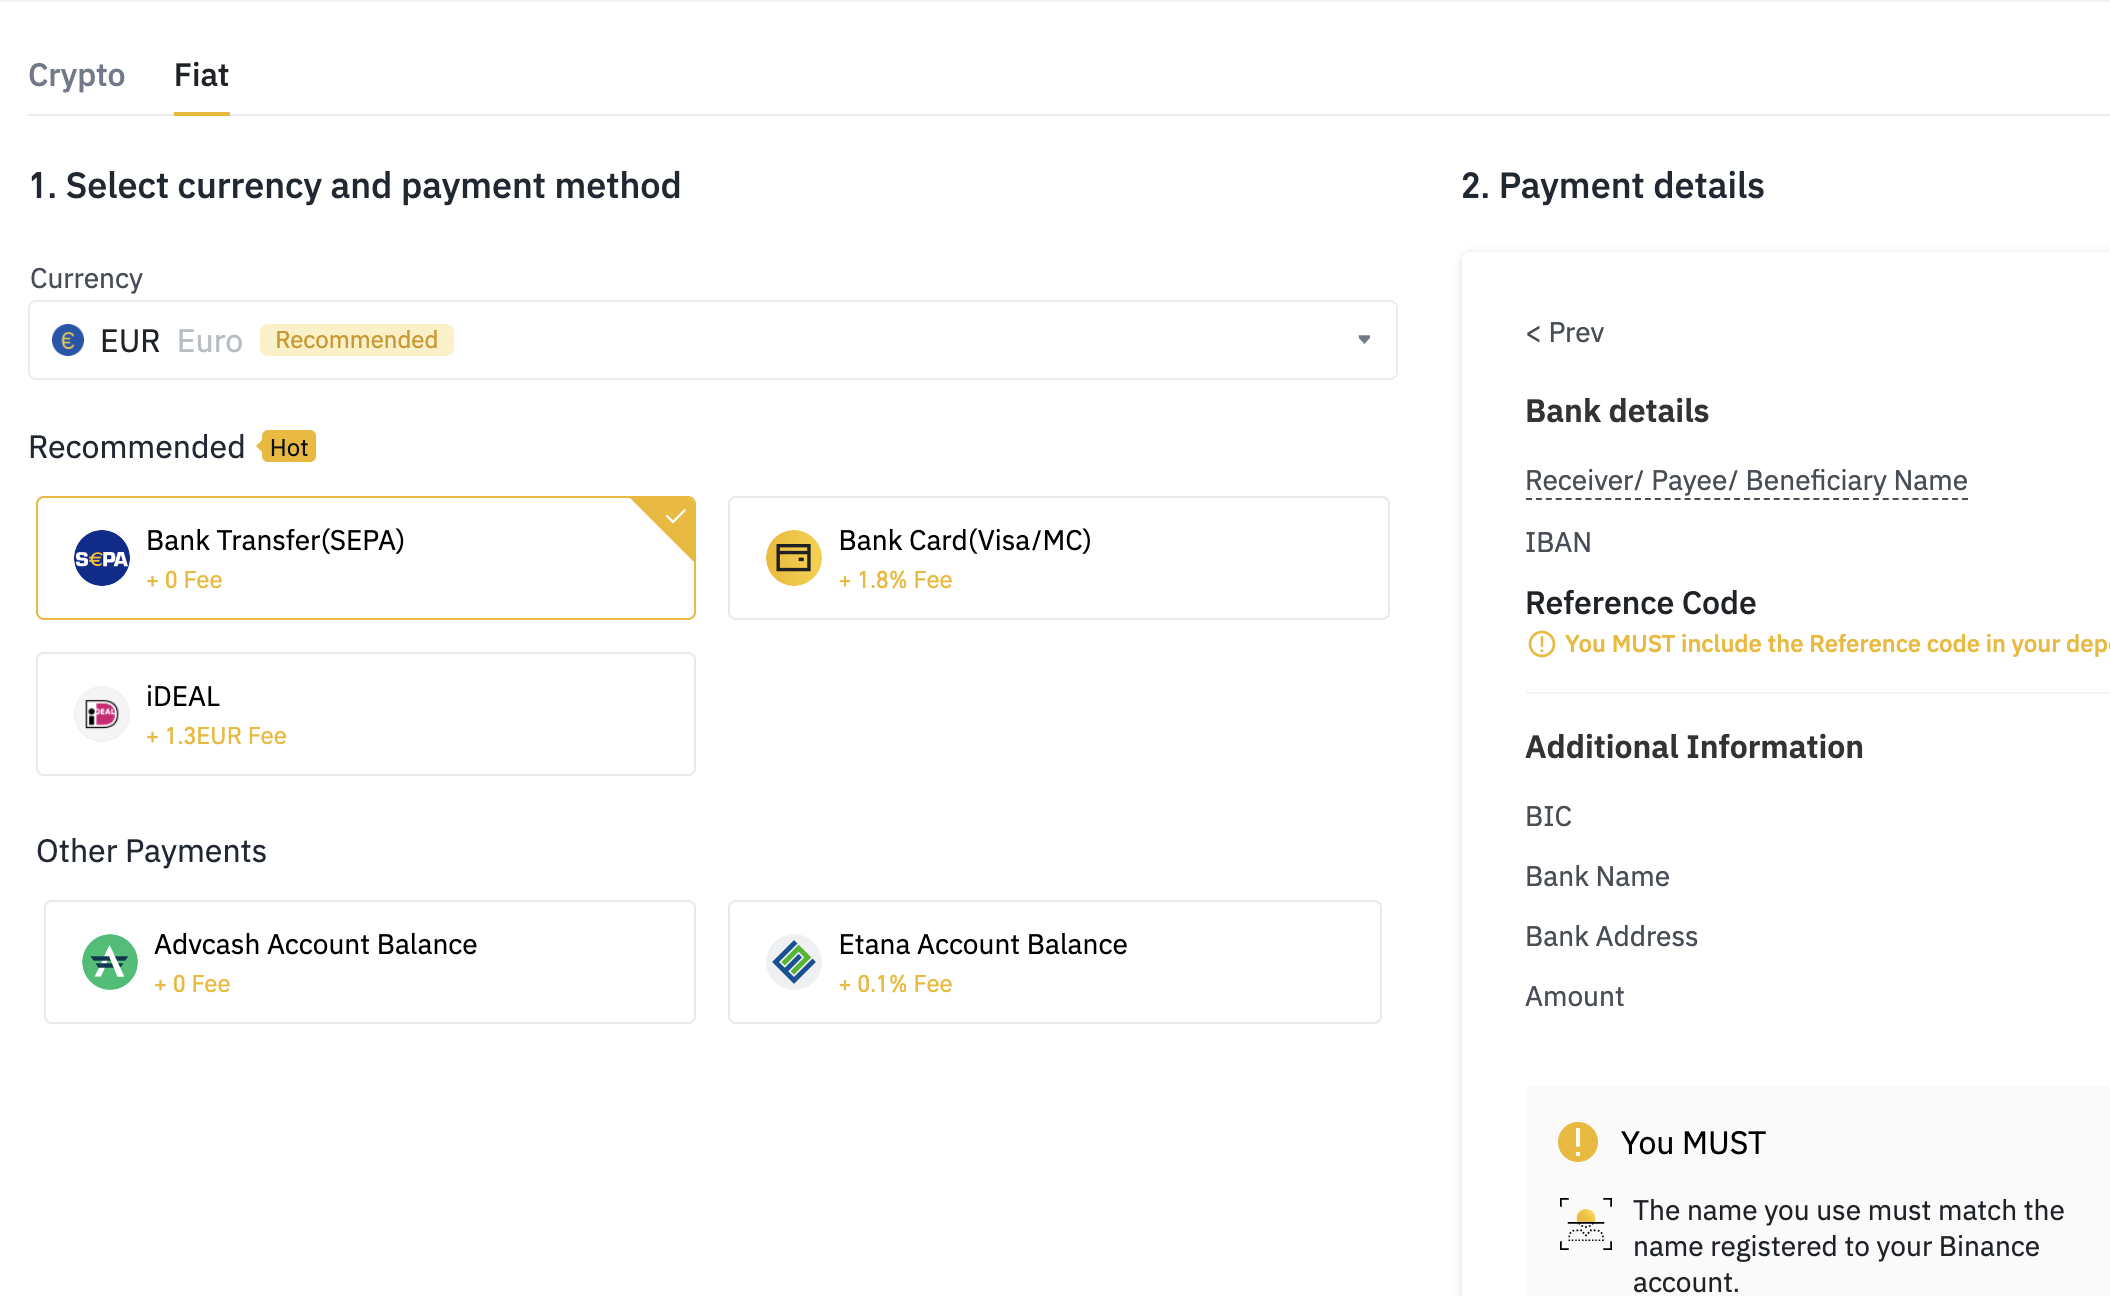 Crypto
Fiat
1. Select currency and payment method
Currency
€ EUR Euro Recommended
Recommended Hot
S€PA
Bank Transfer(SEPA)
+ 0 Fee
Bank Card(Visa/MC)
+ 1.8% Fee
iDEAL
iDEAL
+ 1.3EUR Fee
Other Payments
Advcash Account Balance
+ 0 Fee
Etana Account Balance
+ 0.1% Fee
2. Payment details
< Prev
Bank details
Receiver/ Payee/ Beneficiary Name
IBAN
Reference Code
You MUST include the Reference code in your
Additional Information
BIC
Bank Name
Bank Address
Amount
You MUST
The name you use must match the
name registered to your Binance
account.